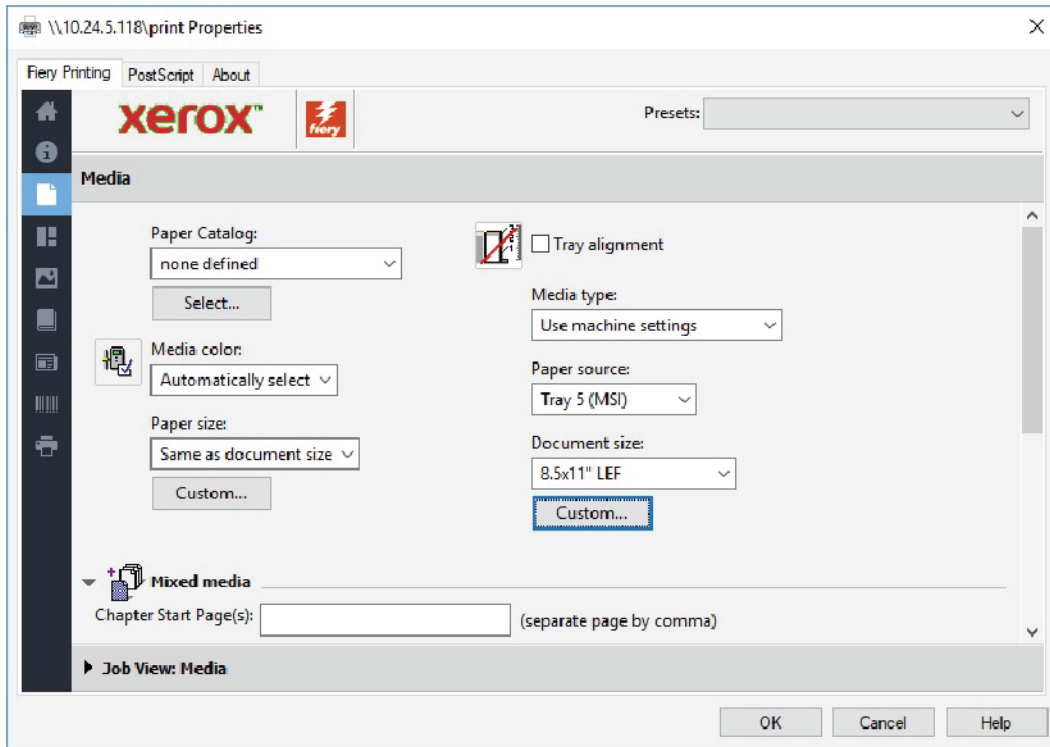 \\10.24.5.118\print Properties
Fiery Printing PostScript About
xerox™ fiery Presets:
Media
Paper Catalog:
none defined
Select...
Tray alignment
Media type:
Use machine settings
Media color:
Automatically select
Paper source:
Tray 5 (MSI)
Paper size:
Same as document size
Custom...
Document size:
8.5x11" LEF
Custom...
Mixed media
Chapter Start Page(s): (separate page by comma)
Job View: Media
OK Cancel Help